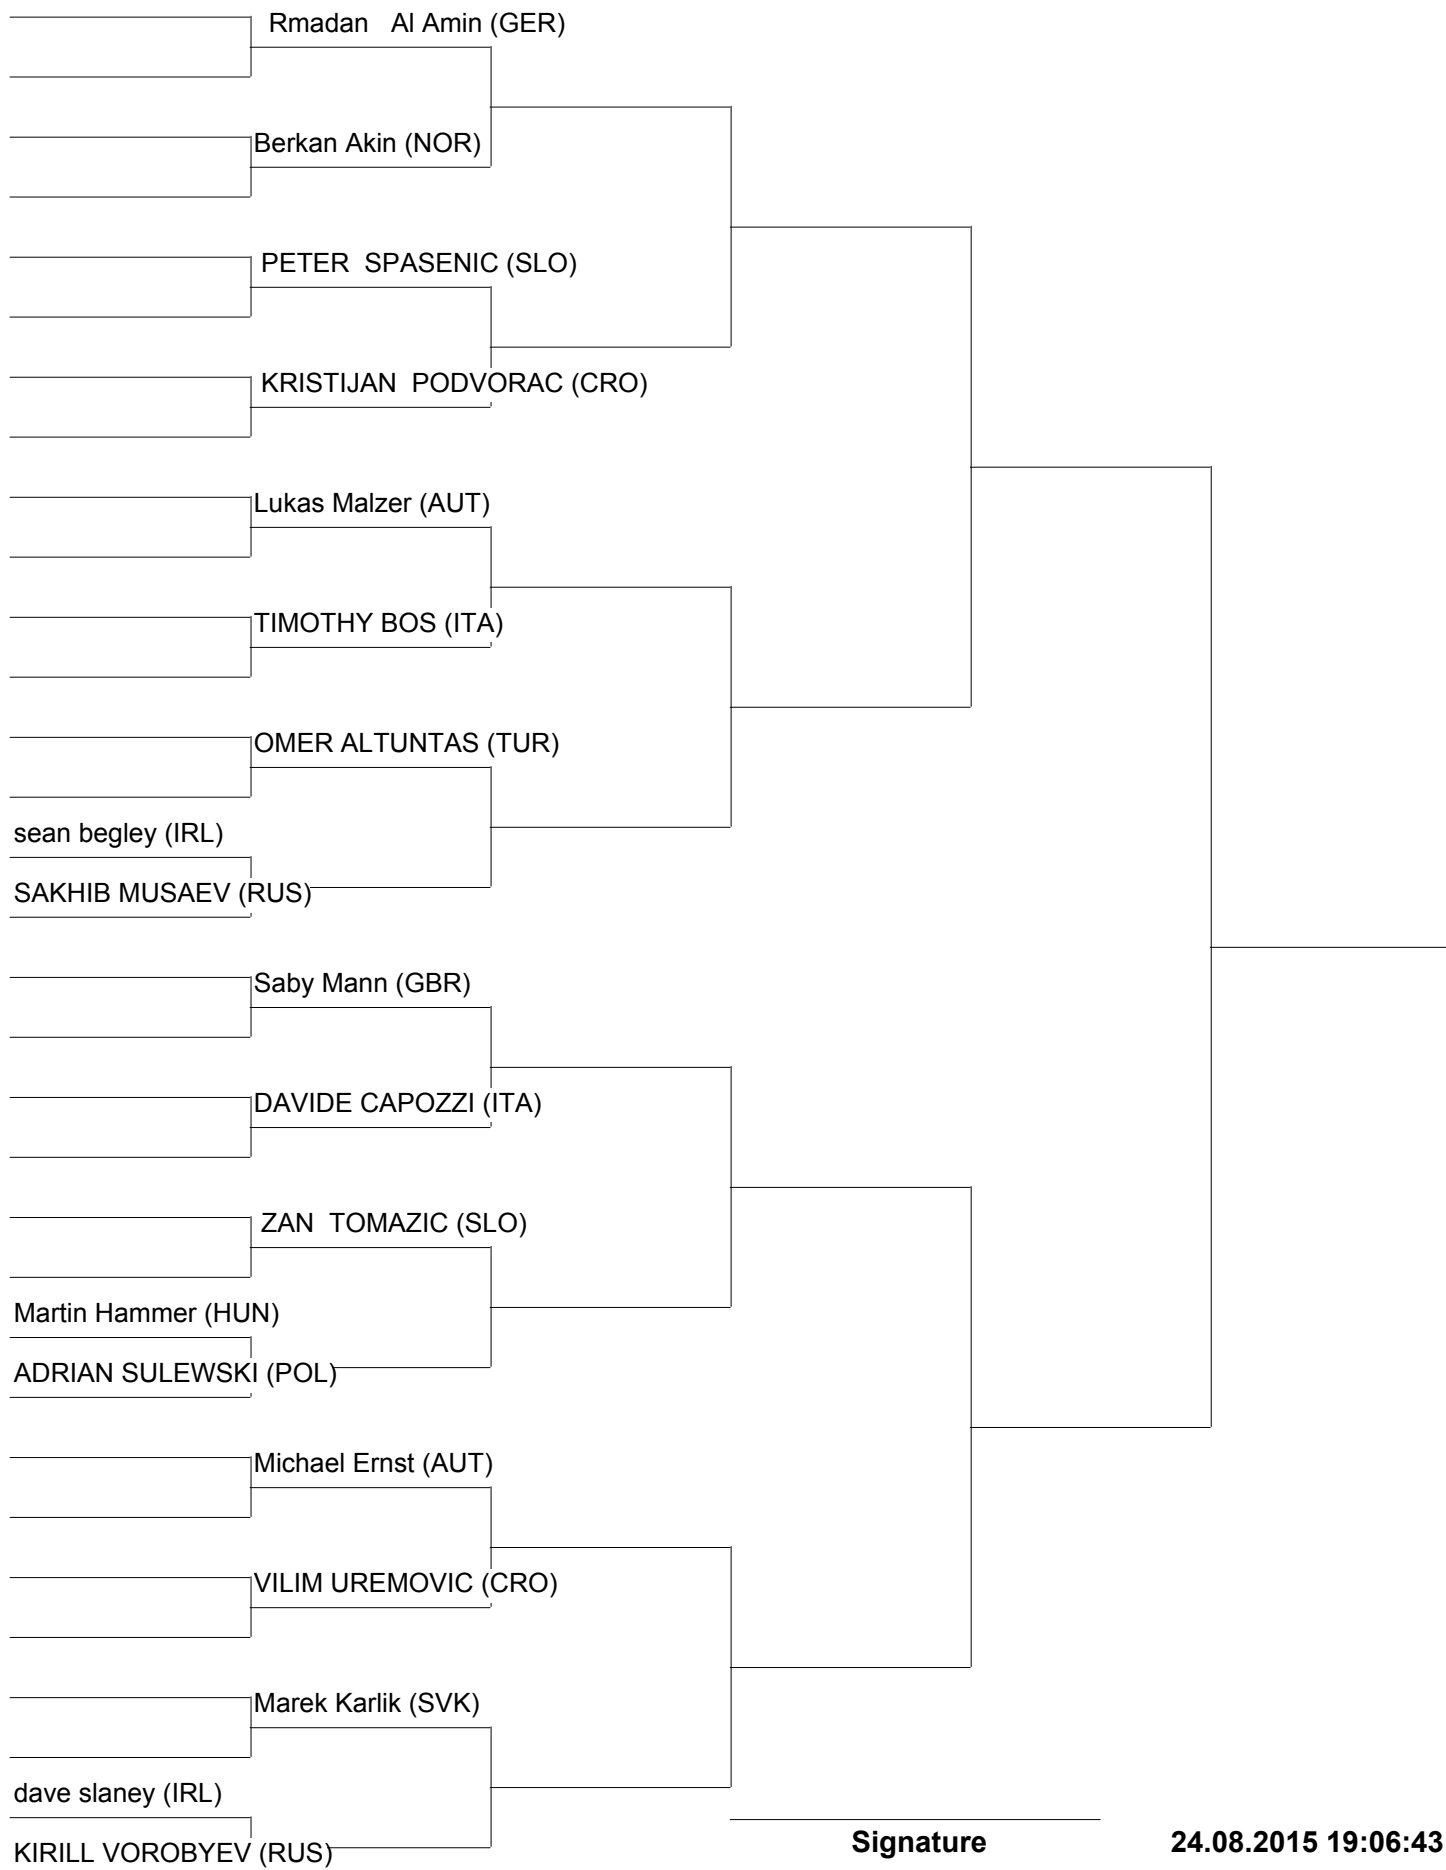 Rmadan Al Amin (GER)
Berkan Akin (NOR)
PETER SPASENIC (SLO)
KRISTIJAN PODVORAC (CRO)
Lukas Malzer (AUT)
TIMOTHY BOS (ITA)
OMER ALTUNTAS (TUR)
sean begley (IRL)
SAKHIB MUSAEV (RUS)
Saby Mann (GBR)
DAVIDE CAPOZZI (ITA)
ZAN TOMAZIC (SLO)
Martin Hammer (HUN)
ADRIAN SULEWSKI (POL)
Michael Ernst (AUT)
VILIM UREMOVIC (CRO)
Marek Karlik (SVK)
dave slaney (IRL)
KIRILL VOROBYEV (RUS)
Signature
24.08.2015 19:06:43